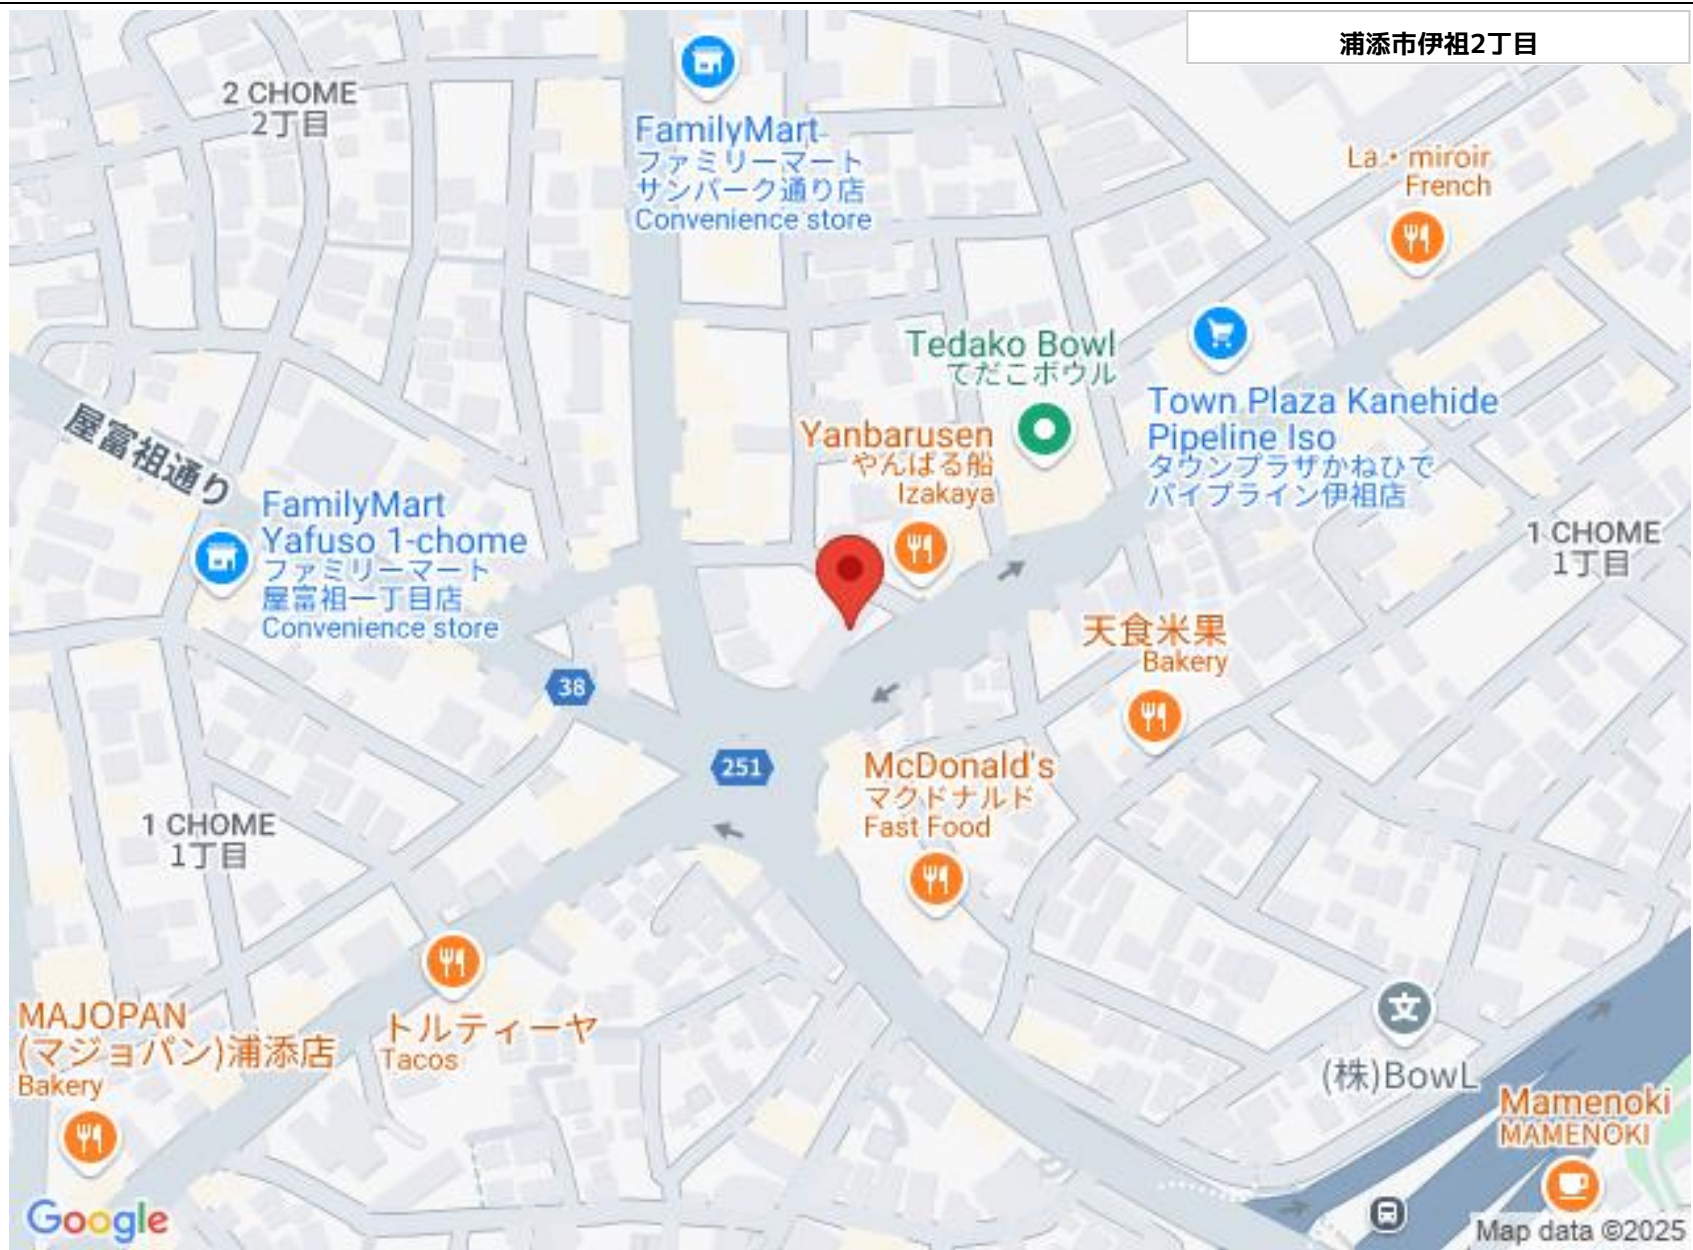 浦添市伊祖2丁目
2 CHOME
2丁目
FamilyMart
ファミリーマート
サンパーク通り店
Convenience store
La・miroir
French
Tedako Bowl
てだこボウル
Town Plaza Kanehide
Pipeline Iso
タウンプラザかねひで
パイプライン伊祖店
Yanbarusen
やんばる船
Izakaya
屋富祖通り
FamilyMart
Yafuso 1-chome
ファミリーマート
屋富祖一丁目店
Convenience store
1 CHOME
1丁目
天食米果
Bakery
38
251
McDonald's
マクドナルド
Fast Food
1 CHOME
1丁目
MAJOPAN
(マジョパン)浦添店
Bakery
トルティーヤ
Tacos
文
(株)BowL
Mamenoki
MAMENOKI
Google
Map data ©2025